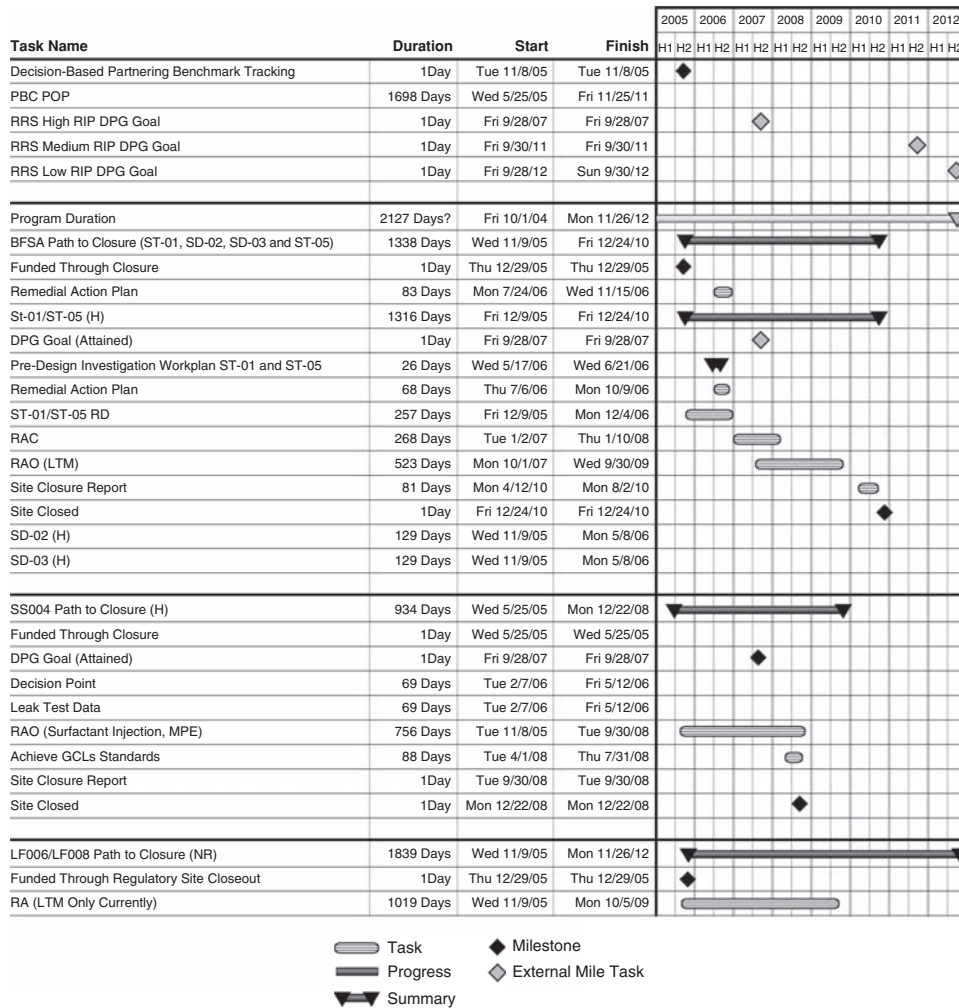 2005 2006 2007 2008 2009 2010 2011 2012
Task Name Duration Start Finish H1 H2 H1 H2 H1 H2 H1 H2 H1 H2 H1 H2 H1 H2 H1 H2
Decision-Based Partnering Benchmark Tracking 1Day Tue 11/8/05 Tue 11/8/05
PBC POP 1698 Days Wed 5/25/05 Fri 11/25/11
RRS High RIP DPG Goal 1Day Fri 9/28/07 Fri 9/28/07
RRS Medium RIP DPG Goal 1Day Fri 9/30/11 Fri 9/30/11
RRS Low RIP DPG Goal 1Day Fri 9/28/12 Sun 9/30/12
Program Duration 2127 Days? Fri 10/1/04 Mon 11/26/12
BFSA Path to Closure (ST-01, SD-02, SD-03 and ST-05) 1338 Days Wed 11/9/05 Fri 12/24/10
Funded Through Closure 1Day Thu 12/29/05 Thu 12/29/05
Remedial Action Plan 83 Days Mon 7/24/06 Wed 11/15/06
St-01/ST-05 (H) 1316 Days Fri 12/9/05 Fri 12/24/10
DPG Goal (Attained) 1Day Fri 9/28/07 Fri 9/28/07
Pre-Design Investigation Workplan ST-01 and ST-05 26 Days Wed 5/17/06 Wed 6/21/06
Remedial Action Plan 68 Days Thu 7/6/06 Mon 10/9/06
ST-01/ST-05 RD 257 Days Fri 12/9/05 Mon 12/4/06
RAC 268 Days Tue 1/2/07 Thu 1/10/08
RAO (LTM) 523 Days Mon 10/1/07 Wed 9/30/09
Site Closure Report 81 Days Mon 4/12/10 Mon 8/2/10
Site Closed 1Day Fri 12/24/10 Fri 12/24/10
SD-02 (H) 129 Days Wed 11/9/05 Mon 5/8/06
SD-03 (H) 129 Days Wed 11/9/05 Mon 5/8/06
SS004 Path to Closure (H) 934 Days Wed 5/25/05 Mon 12/22/08
Funded Through Closure 1Day Wed 5/25/05 Wed 5/25/05
DPG Goal (Attained) 1Day Fri 9/28/07 Fri 9/28/07
Decision Point 69 Days Tue 2/7/06 Fri 5/12/06
Leak Test Data 69 Days Tue 2/7/06 Fri 5/12/06
RAO (Surfactant Injection, MPE) 756 Days Tue 11/8/05 Tue 9/30/08
Achieve GCLs Standards 88 Days Tue 4/1/08 Thu 7/31/08
Site Closure Report 1Day Tue 9/30/08 Tue 9/30/08
Site Closed 1Day Mon 12/22/08 Mon 12/22/08
LF006/LF008 Path to Closure (NR) 1839 Days Wed 11/9/05 Mon 11/26/12
Funded Through Regulatory Site Closeout 1Day Thu 12/29/05 Thu 12/29/05
RA (LTM Only Currently) 1019 Days Wed 11/9/05 Mon 10/5/09
Task Milestone
Progress External Mile Task
Summary